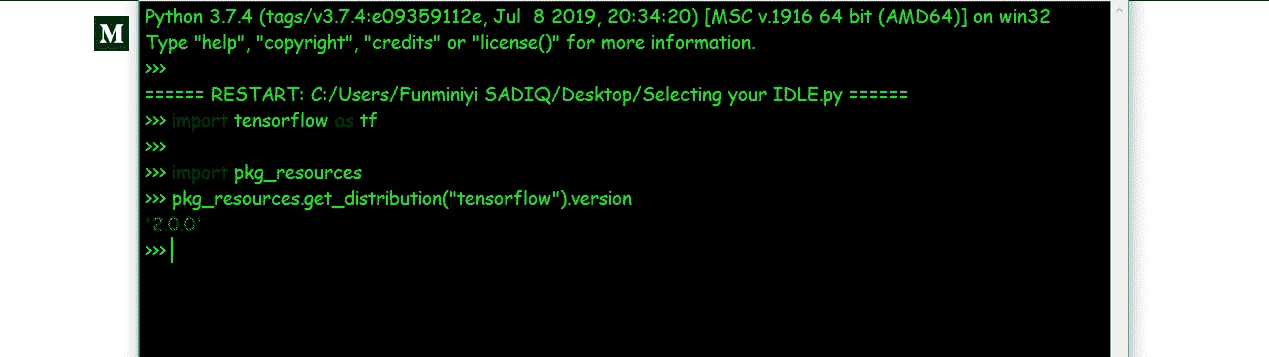 M
Python 3.7.4 (tags/v3.7.4:e09359112e, Jul  8 2019, 20:34:20) [MSC v.1916 64 bit (AMD64)] on win32
Type "help", "copyright", "credits" or "license()" for more information.
>>>
====== RESTART: C:/Users/Funminiyi SADIQ/Desktop/Selecting your IDLE.py ======
>>> import tensorflow as tf
>>>
>>> import pkg_resources
>>> pkg_resources.get_distribution("tensorflow").version
'2.0.0'
>>>